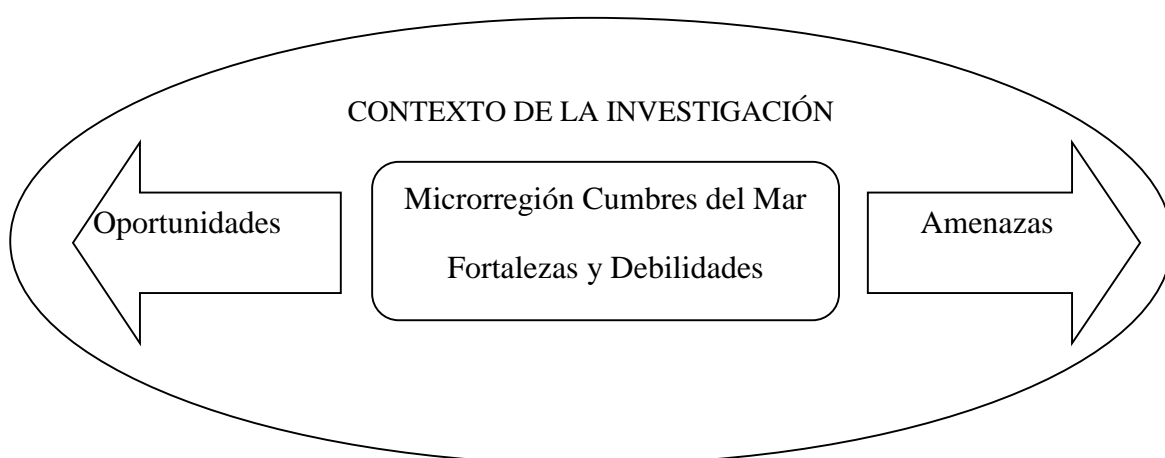 CONTEXTO DE LA INVESTIGACIÓN
Oportunidades
Microrregión Cumbres del Mar
Fortalezas y Debilidades
Amenazas